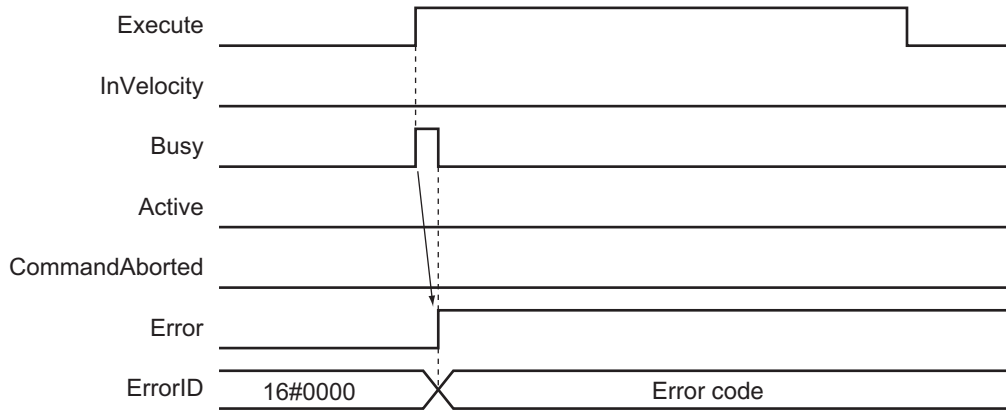 Execute
InVelocity
Busy
Active
CommandAborted
Error
ErrorID 16#0000 Error code